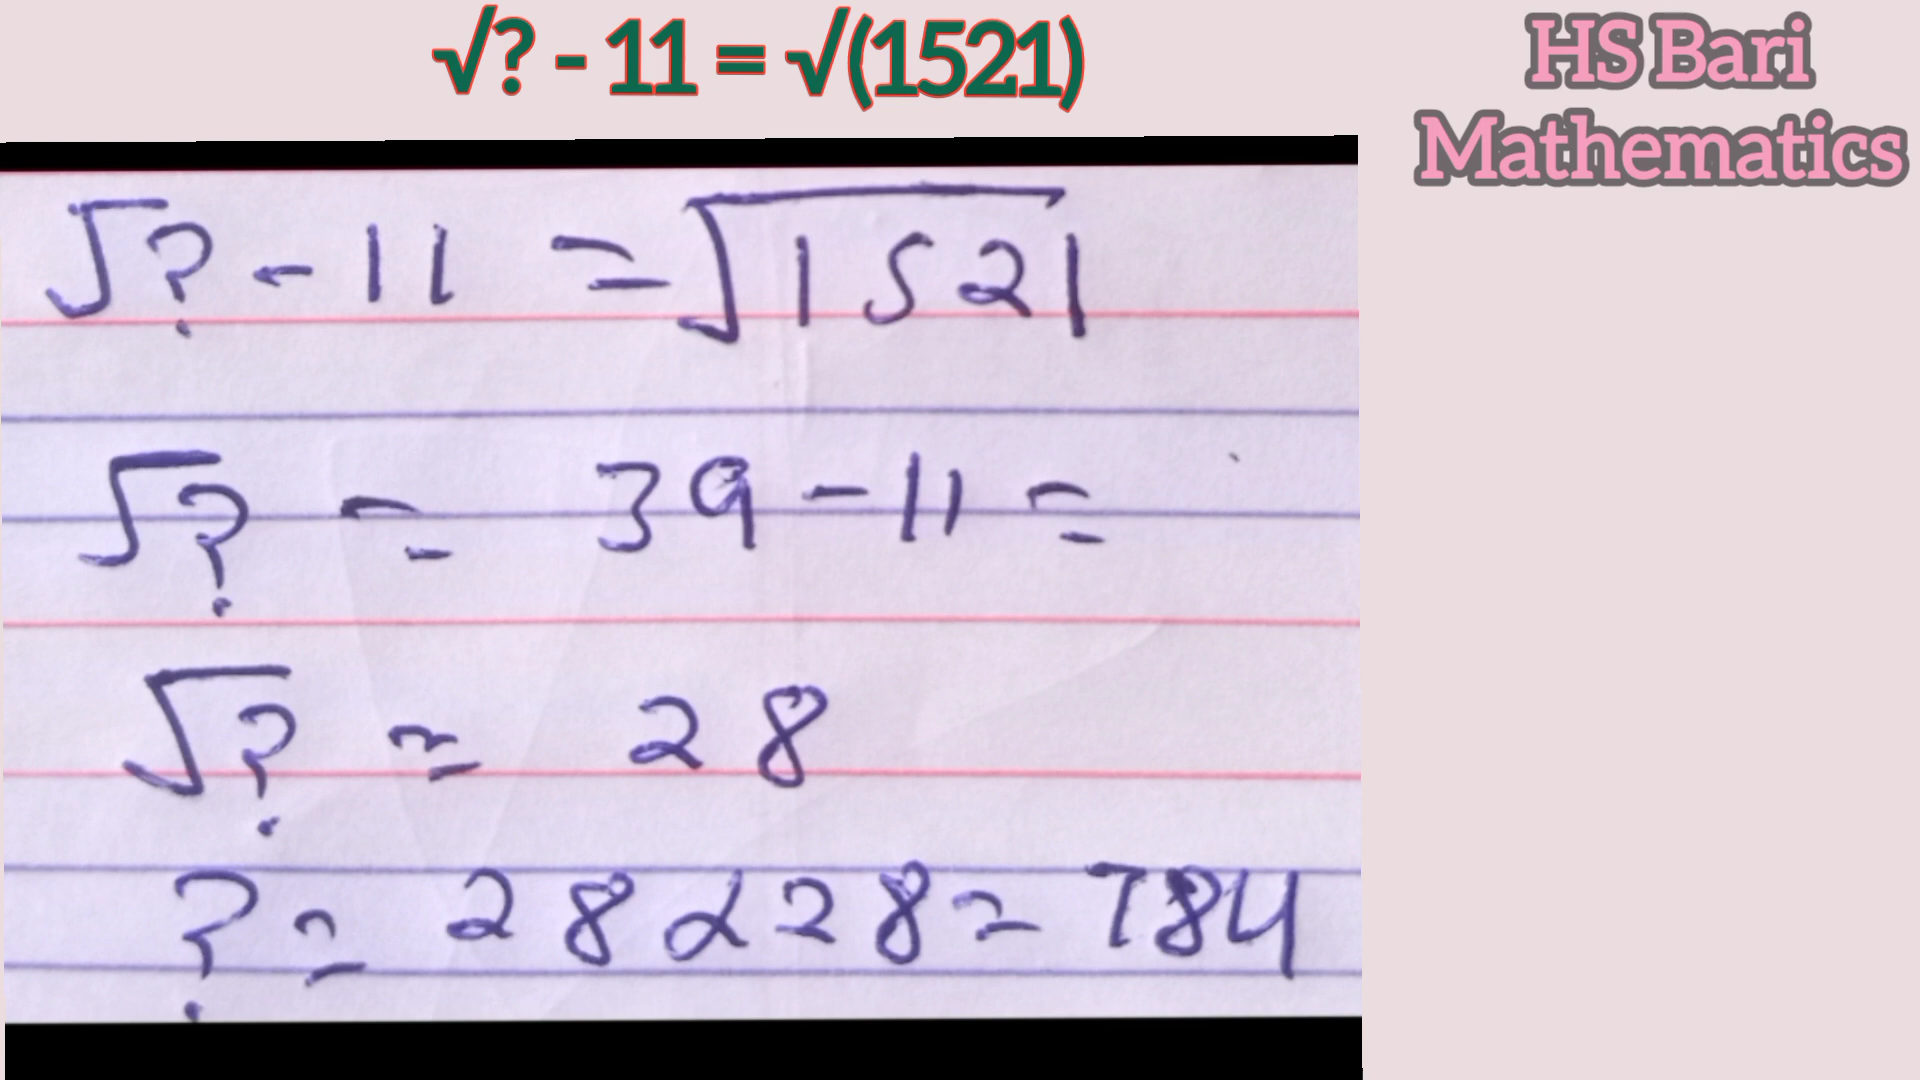 √? - 11 = √(1521)
HS Bari
Mathematics
√? - 11 = √1521
√? = 39 - 11 =
√? = 28
? = 28 x 28 = 784